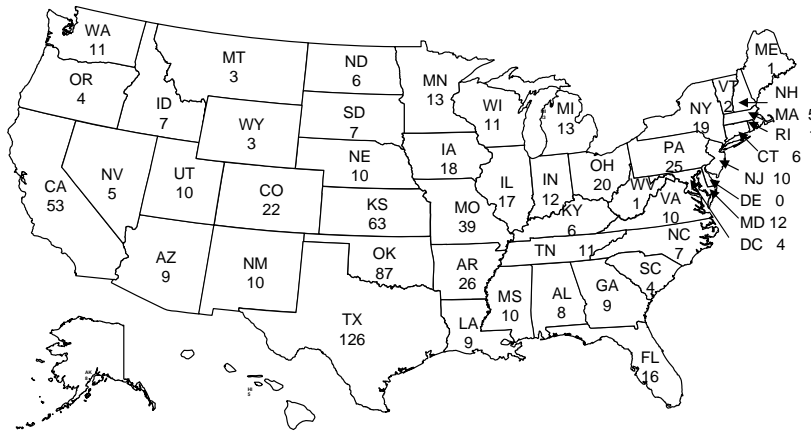 WA
11
OR
4
ID
7
MT
3
ND
6
MN
13
WI
11
MI
13
SD
7
WY
3
NE
10
IA
18
NV
5
UT
10
CO
22
KS
63
CA
53
AZ
9
NM
10
OK
87
TX
126
MO
39
AR
26
LA
9
IL
17
IN
12
OH
20
KY
6
TN 11
MS
10
AL
8
GA
9
FL
16
SC
4
NC
7
VA
10
WV
1
PA
25
NY
19
VT
2
ME
1
NH
MA 5
RI
CT 6
NJ 10
DE 0
MD 12
DC 4
AK
HI
5